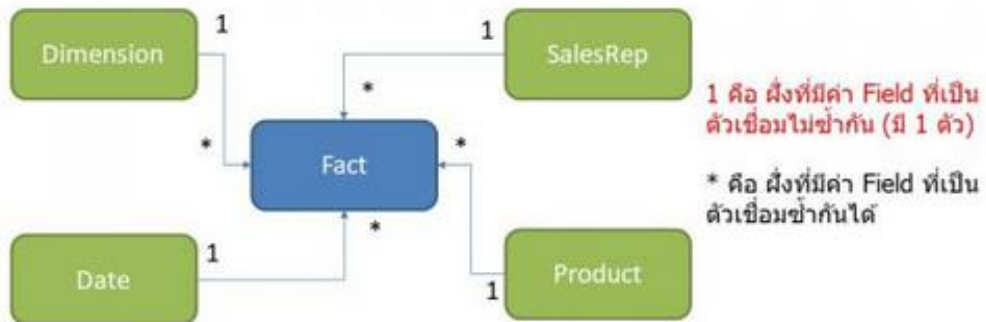 Dimension
1
1
SalesRep
*
*
Fact
*
*
Date
1
1
Product
1 คือ ฝั่งที่มีค่า Field ที่เป็น
ตัวเชื่อมไม่ซ้ำกัน (มี 1 ตัว)
* คือ ฝั่งที่มีค่า Field ที่เป็น
ตัวเชื่อมซ้ำกันได้